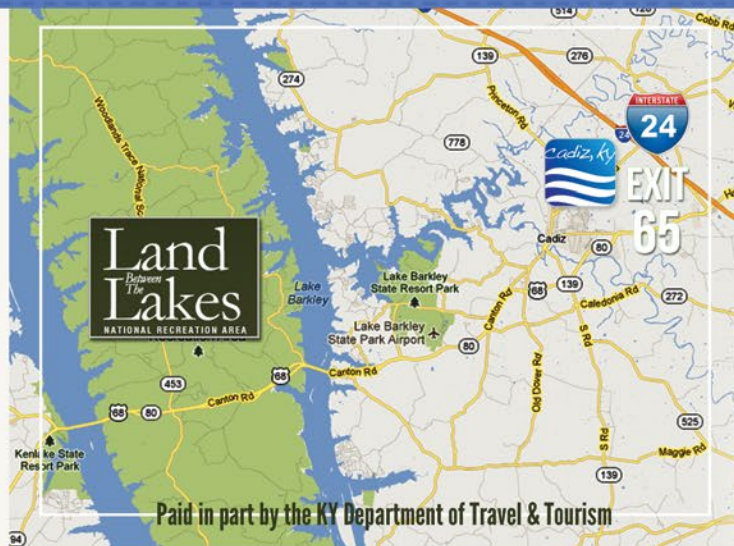 514
Cobb Rd
139
276
274
Princeton Rd
INTERSTATE
24
24
Woodlands Trace National Sc
778
cadiz, ky
EXIT
65
Land
Between
The
Lakes
NATIONAL RECREATION AREA
Cadiz
80
Lake
Barkley
Lake Barkley
State Resort Park
68
139
Caledonia Rd
272
Canton Rd
Lake Barkley
State Park Airport
80
S Rd
Old Dover Rd
68
Canton Rd
453
68
80
Canton Rd
525
Kenlake State
Resort Park
S Rd
Maggie Rd
139
Paid in part by the KY Department of Travel & Tourism
94